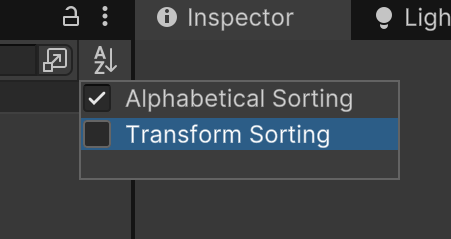 Inspector
Ligh
A
Z
Alphabetical Sorting
Transform Sorting